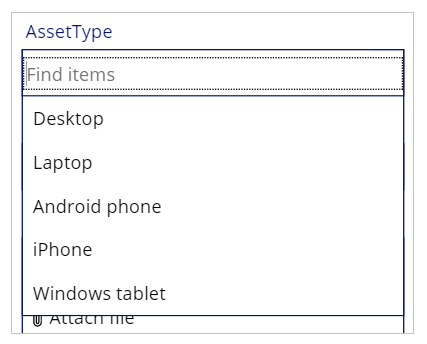 AssetType
Find items
Desktop
Laptop
Android phone
iPhone
Windows tablet
Attach file